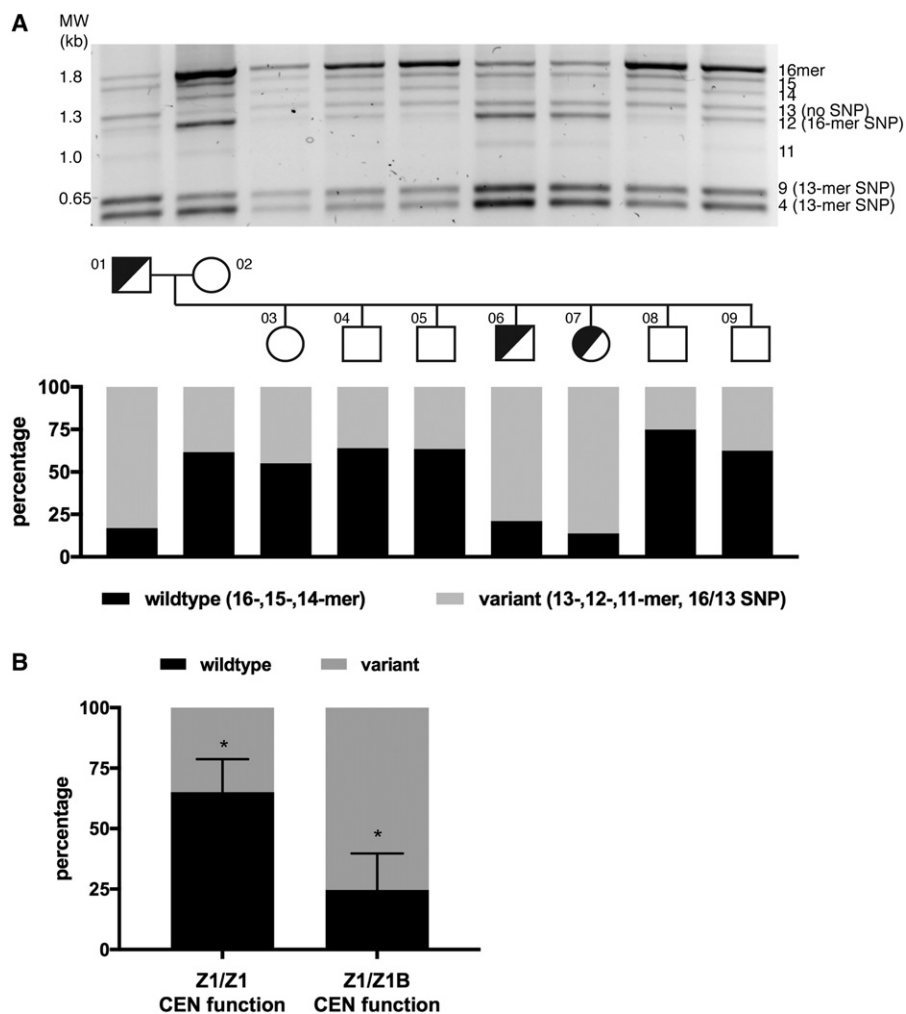 A
MW
(kb)
1.8
1.3
1.0
0.65
16mer
15
14
13 (no SNP)
12 (16-mer SNP)
11
9 (13-mer SNP)
4 (13-mer SNP)
01
02
03
04
05
06
07
08
09
100
75
50
25
0
percentage
wildtype (16-,15-,14-mer)
variant (13-,12-,11-mer, 16/13 SNP)
B
wildtype
variant
100
75
50
25
0
percentage
*
*
Z1/Z1
CEN function
Z1/Z1B
CEN function